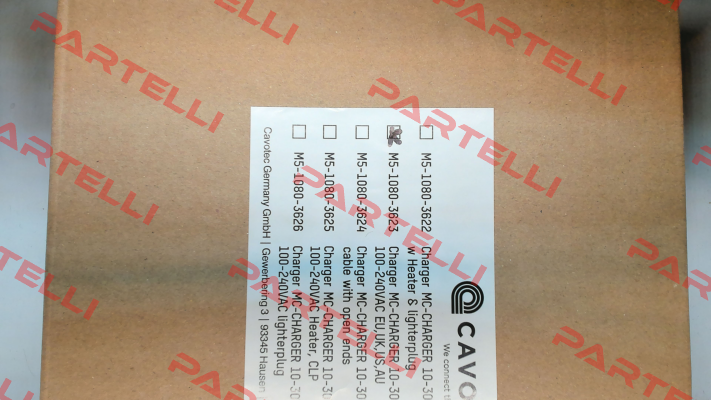 CAVO
We connect t
M5-1080-3622 Charger MC-CHARGER 10-30
w Heater & lighterplug
M5-1080-3623 Charger MC-CHARGER 10-30
100-240VAC EU,UK,US,AU
M5-1080-3624 Charger MC-CHARGER 10-30
cable with open ends
M5-1080-3625 Charger MC-CHARGER 10-30
100-240VAC Heater, CLP
M5-1080-3626 Charger MC-CHARGER 10-30
100-240VAC lighterplug
Cavotec Germany GmbH | Gewerbering 3 | 93345 Hausen
PARTELLI
PARTELLI
PARTELLI
PARTELLI
PARTELLI
PARTELLI
PARTELLI
PARTELLI
PARTELLI
PARTELLI